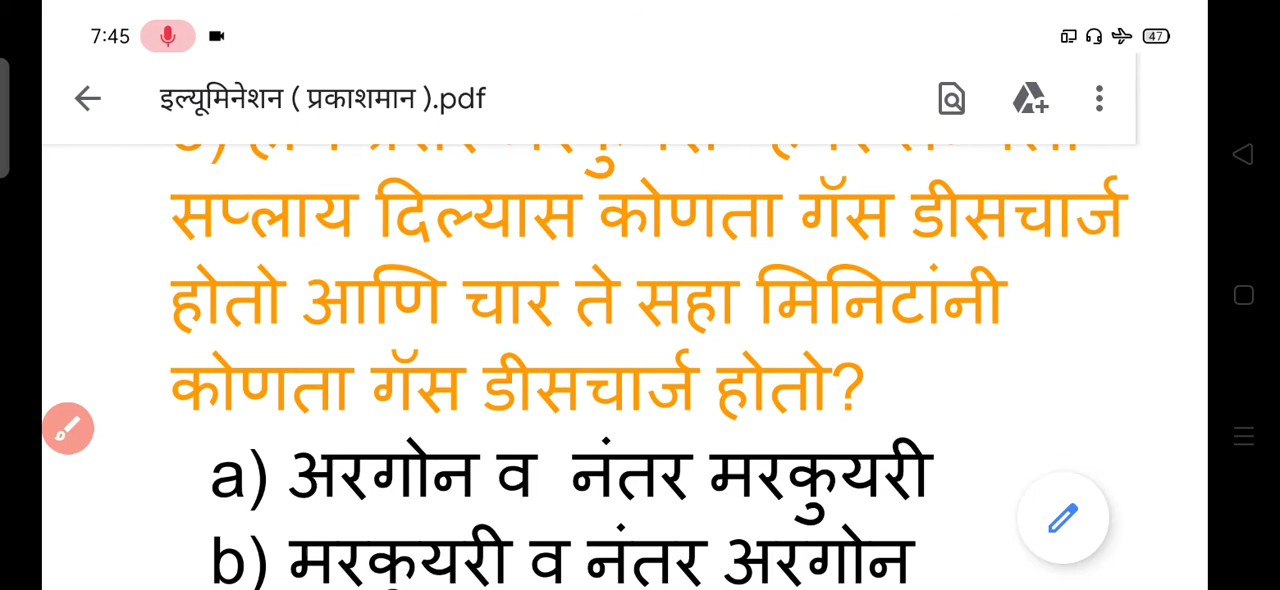 7:45
47
इल्यूमिनेशन ( प्रकाशमान ).pdf
सप्लाय दिल्यास कोणता गॅस डीसचार्ज
होतो आणि चार ते सहा मिनिटांनी
कोणता गॅस डीसचार्ज होतो?
a) अरगोन व नंतर मरकुयरी
b) मरकुयरी व नंतर अरगोन